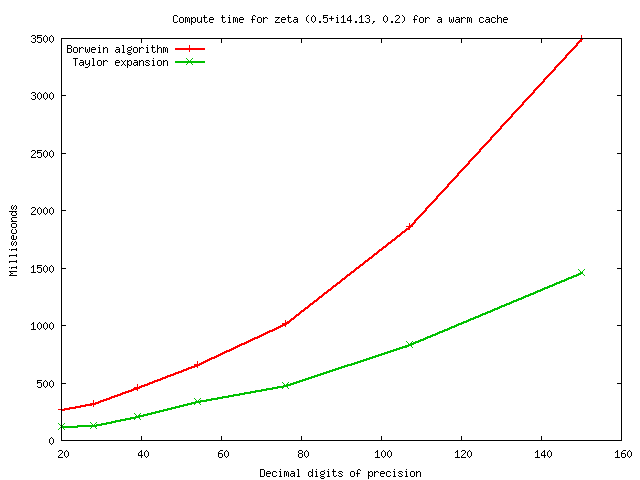 Compute time for zeta (0.5+i14.13, 0.2) for a warm cache
3500
Borwein algorithm
Taylor expansion
3000
2500
2000
Milliseconds
1500
1000
500
0
20 40 60 80 100 120 140 160
Decimal digits of precision